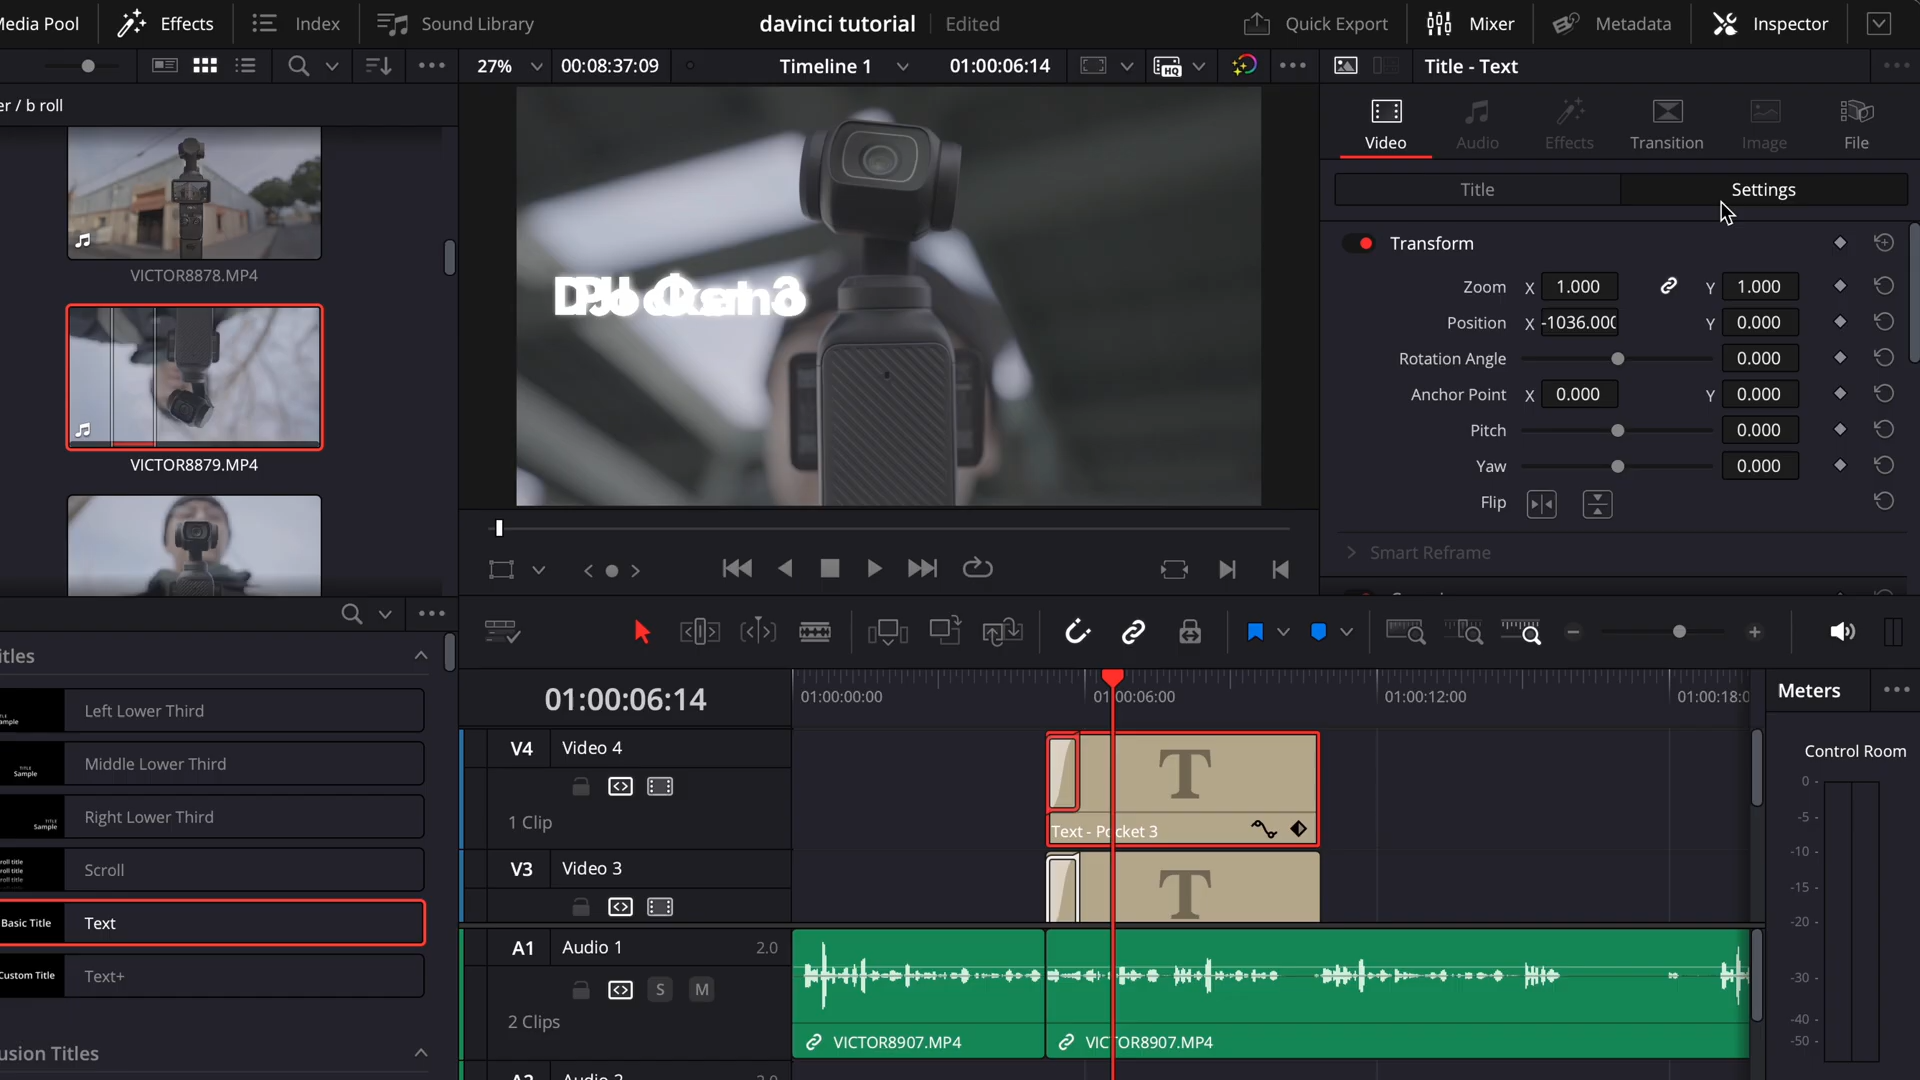 Media Pool
Effects
Index
Sound Library
davinci tutorial
Edited
Quick Export
Mixer
Metadata
Inspector
27%
00:08:37:09
Timeline 1
01:00:06:14
HQ
Title - Text
er / b roll
Video
Audio
Effects
Transition
Image
File
Title
Settings
VICTOR8878.MP4
VICTOR8879.MP4
Transform
Zoom X 1.000 Y 1.000
Position X -1036.000 Y 0.000
Rotation Angle 0.000
Anchor Point X 0.000 Y 0.000
Pitch 0.000
Yaw 0.000
Flip
Smart Reframe
itles
Left Lower Third
Middle Lower Third
Right Lower Third
Scroll
Basic Title
Text
Custom Title
Text+
usion Titles
01:00:06:14
01:00:00:00
01:00:06:00
01:00:12:00
01:00:18:0
V4
Video 4
1 Clip
Text - Pocket 3
V3
Video 3
A1
Audio 1
2.0
S
M
2 Clips
VICTOR8907.MP4
VICTOR8907.MP4
Meters
Control Room
0
-5
-10
-15
-20
-30
-40
-50